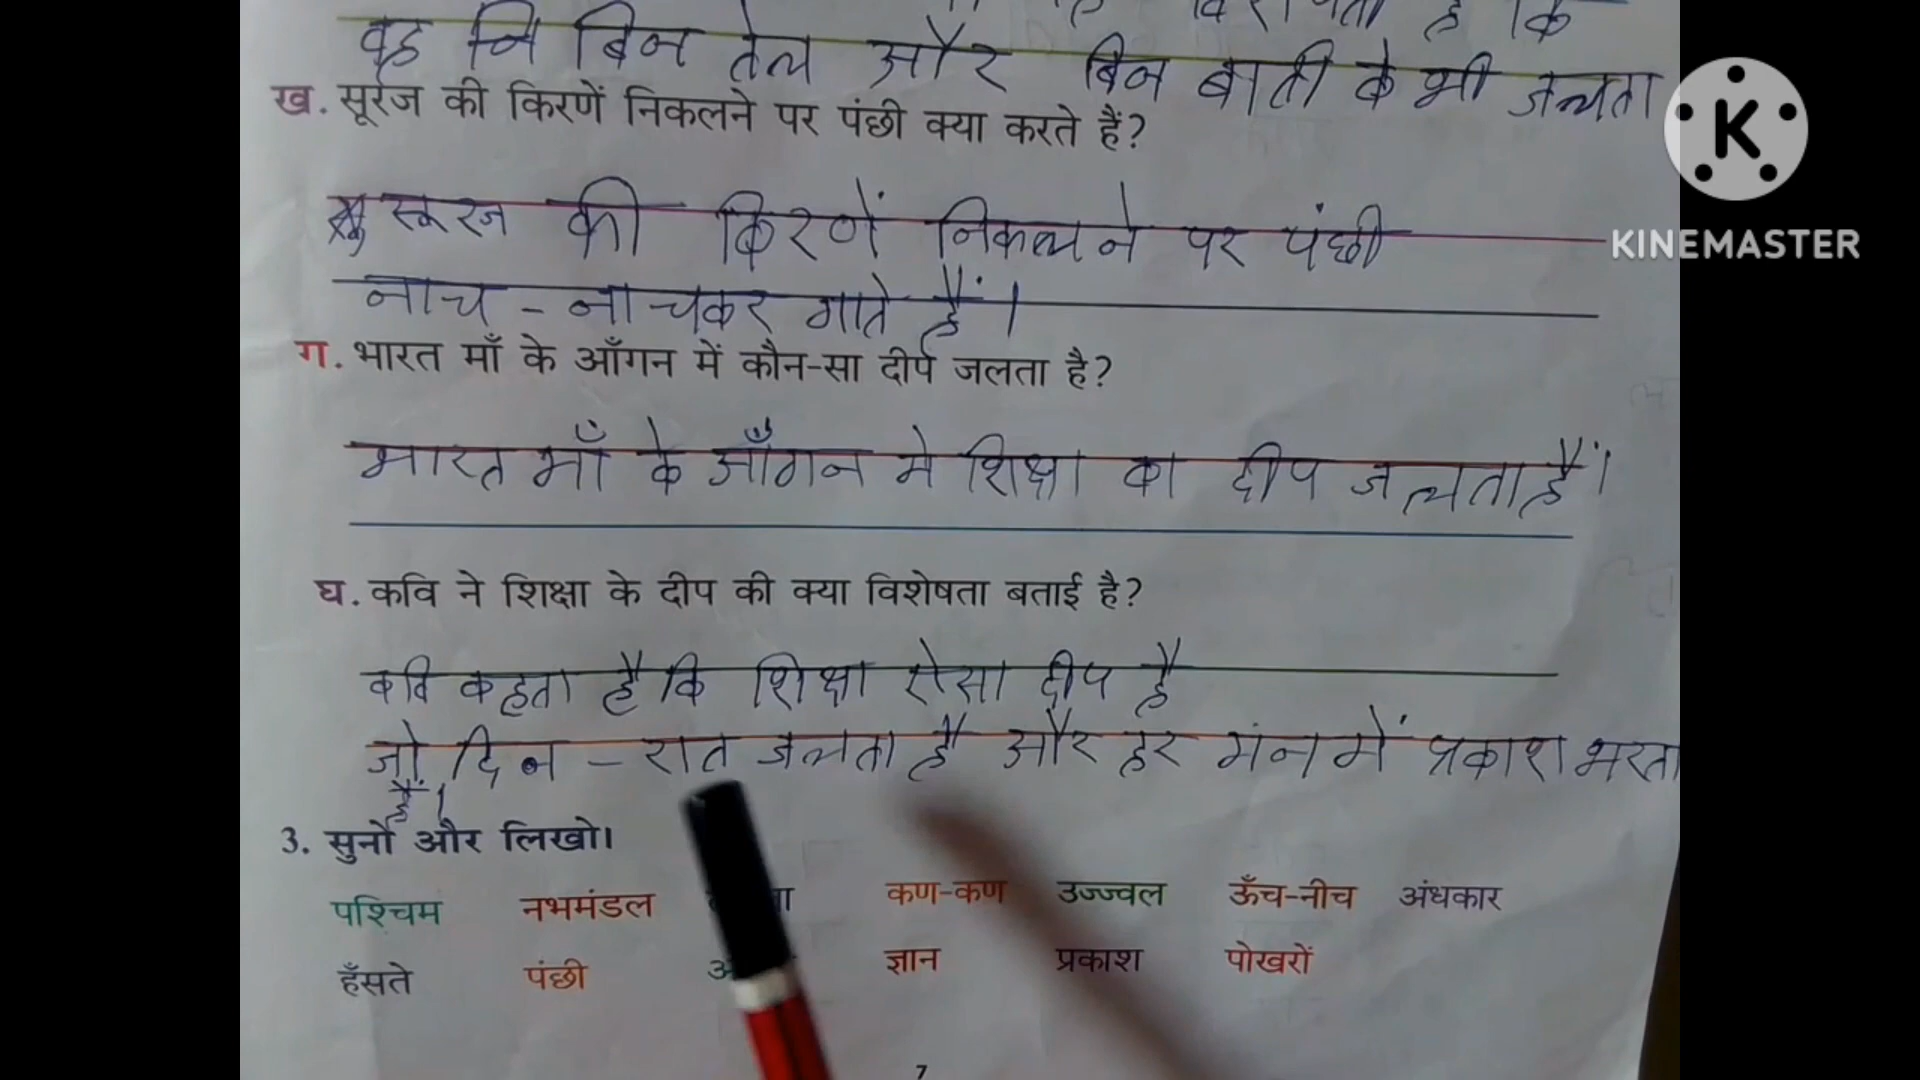 वह बिन तेल और बिन बाती के भी जलता
ख. सूरज की किरणें निकलने पर पंछी क्या करते हैं?
सूरज की किरणें निकलने पर पंछी
नाच - नाचकर गाते हैं।
ग. भारत माँ के आँगन में कौन-सा दीप जलता है?
भारत माँ के आँगन मे शिक्षा का दीप जलता हैं।
घ. कवि ने शिक्षा के दीप की क्या विशेषता बताई है?
कवि कहता है कि शिक्षा ऐसा दीप है
जो दिन - रात जलता है और हर मंन में प्रकाश भरता
हैं।
3. सुनो और लिखो।
पश्चिम नभमंडल कण-कण उज्ज्वल ऊँच-नीच अंधकार
हँसते पंछी ज्ञान प्रकाश पोखरों
7
K
KINEMASTER